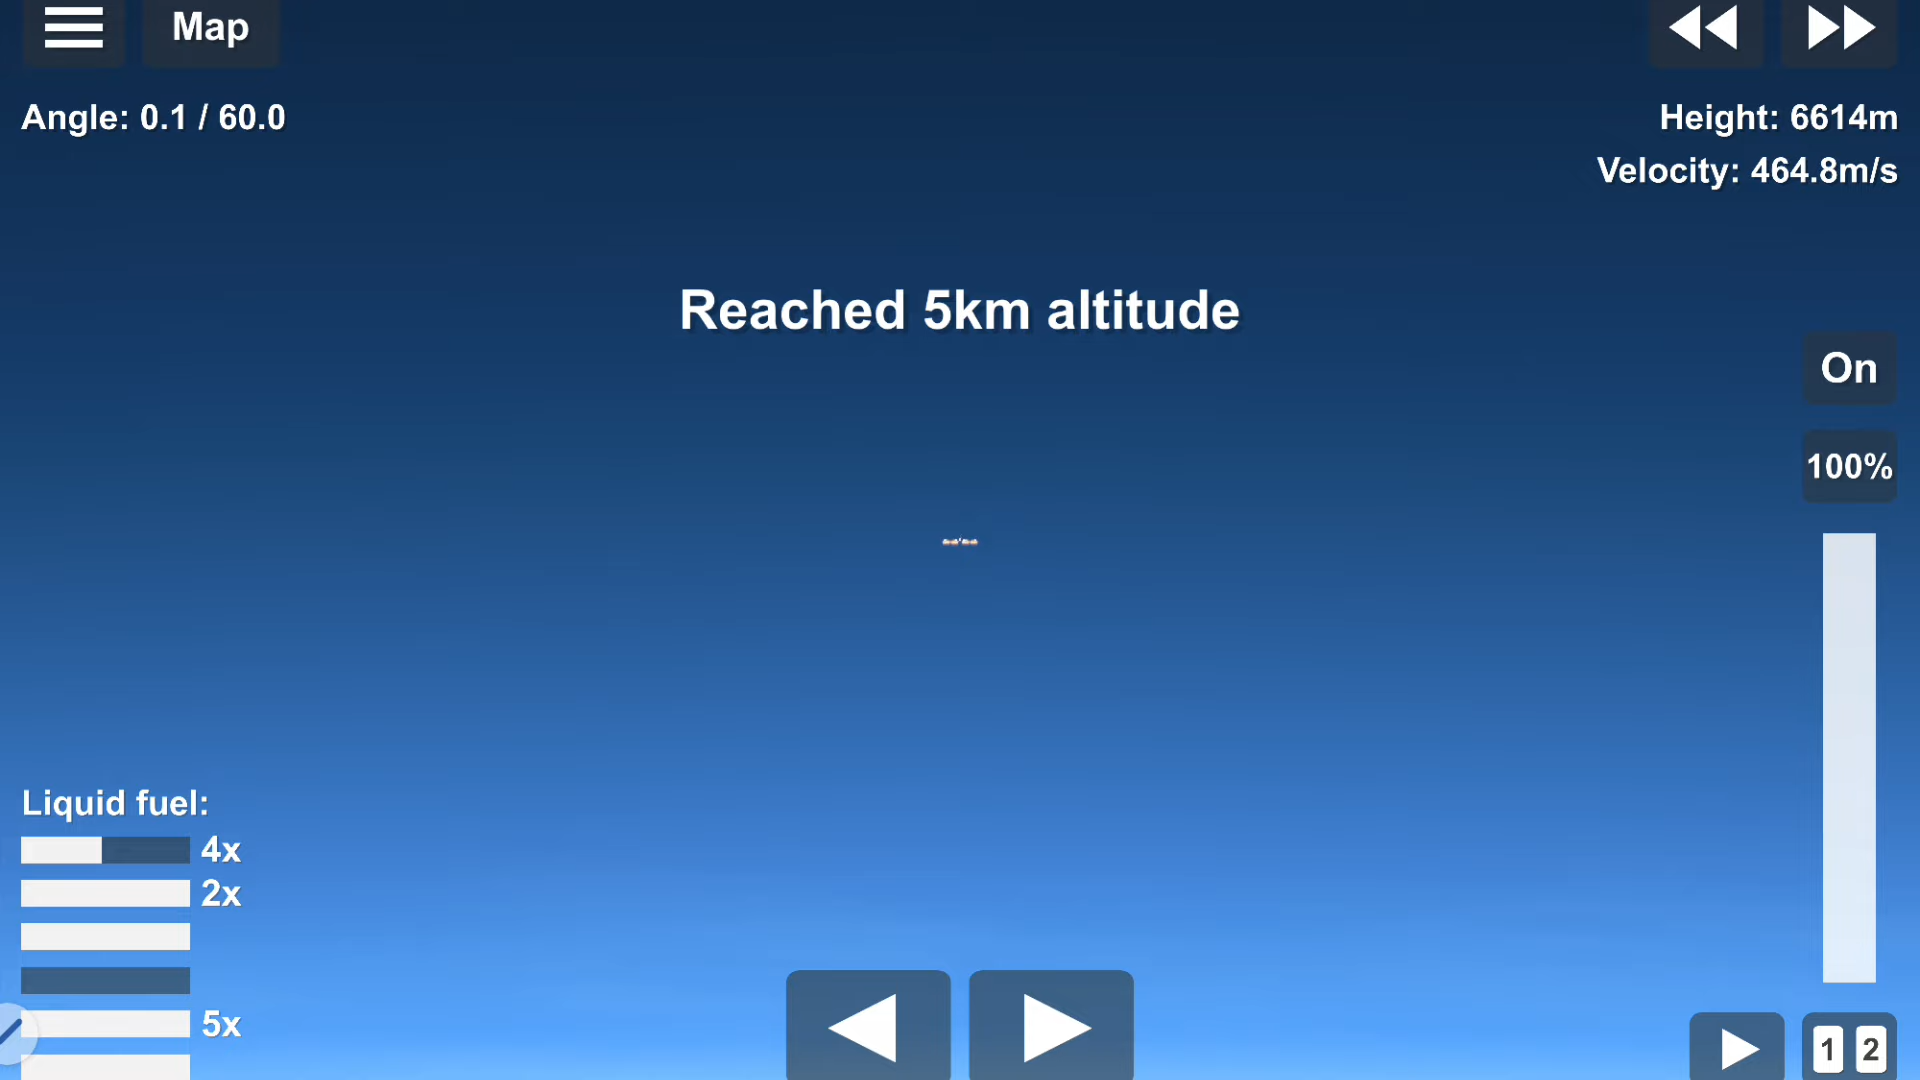 Map
Angle: 0.1 / 60.0
Height: 6614m
Velocity: 464.8m/s
Reached 5km altitude
On
100%
Liquid fuel:
4x
2x
5x
1 2